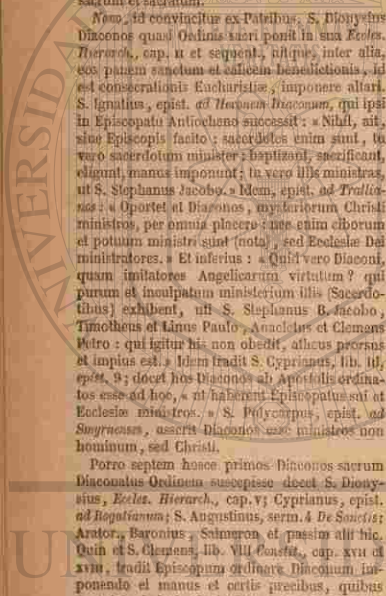 sacrum et sacratum.
Nono, id convincitur ex Patribus. S. Dionysius
Diaconos quasi Ordinis sacri ponit in sua Eccles.
Hierarch., cap. II et sequent., utque, inter alia,
eos panem sanctum et calicem benedictionis, id
est consecrationis Eucharistiæ, imponere altari.
S. Ignatius, epist. ad Heronem Diaconum, qui ipsi
in Episcopatu Antiocheno successit : « Nihil, ait,
sine Episcopis facito : sacerdotes enim sunt, tu
vero sacerdotum minister; baptizant, sacrificant,
eligunt, manus imponunt; tu vero illis ministras,
ut S. Stephanus Jacobo. » Idem, epist. ad Trallia-
nos : « Oportet et Diaconos, mysteriorum Christi
ministros, per omnia placere : nec enim ciborum
et potuum ministri sunt (nota), sed Ecclesiæ Dei
ministratores. » Et inferius : « Quid vero Diaconi,
quam imitatores Angelicarum virtutum ? qui
purum et inculpatum ministerium illis (Sacerdo-
tibus) exhibent, uti S. Stephanus B. Jacobo,
Timotheus et Linus Paulo, Anacletus et Clemens
Petro : qui igitur his non obedit, atheus prorsus
et impius est. » Idem tradit S. Cyprianus, lib. III,
epist. 9; docet hos Diaconos ab Apostolis ordina-
tos esse ad hoc, « ut haberent Episcopatus sui et
Ecclesiæ ministros. » S. Polycarpus, epist. ad
Smyrnenses, asserit Diaconos esse ministros non
hominum, sed Christi.
Porro septem hosce primos Diaconos sacrum
Diaconatus Ordinem suscepisse docet S. Diony-
sius, Eccles. Hierarch., cap. V; Cyprianus, epist.
ad Rogatianum; S. Augustinus, serm. 4 De Sanctis;
Arator, Baronius, Salmeron et passim alii hic.
Quin et S. Clemens, lib. VIII Constit., cap. XVII et
XVIII, tradit Episcopum ordinare Diaconum im-
ponendo ei manus et certis precibus, quibus